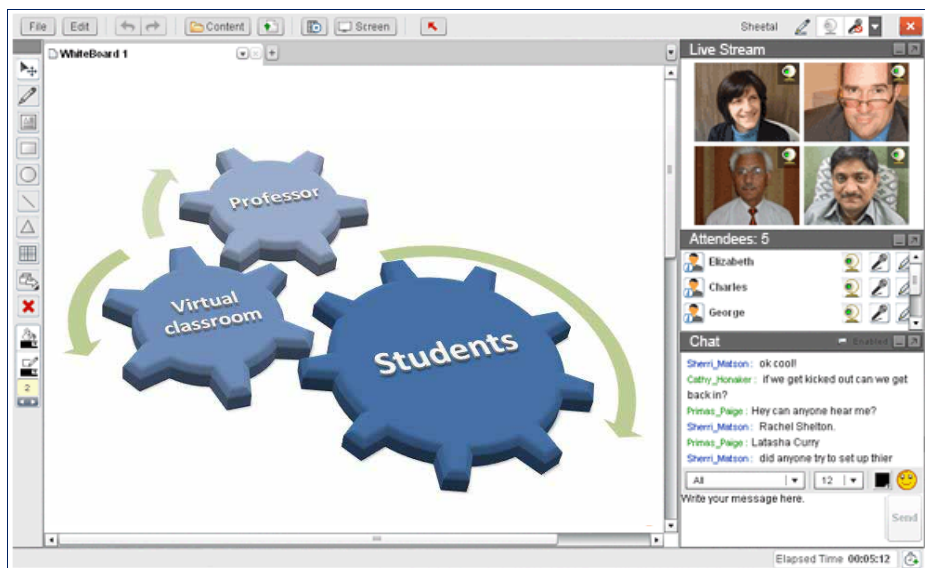 File Edit Content Screen Sheetal
WhiteBoard 1
Live Stream
Professor
Virtual
classroom
Students
Attendees: 5
Elizabeth
Charles
George
Chat Enabled
Sherri_Matson : ok cool!
Cathy_Honaker : if we get kicked out can we get
back in?
Primas_Paige : Hey can anyone hear me?
Sherri_Matson : Rachel Shelton.
Primas_Paige : Latasha Curry
Sherri_Matson : did anyone try to set up thier
All 12
Write your message here.
Send
2
Elapsed Time 00:05:12